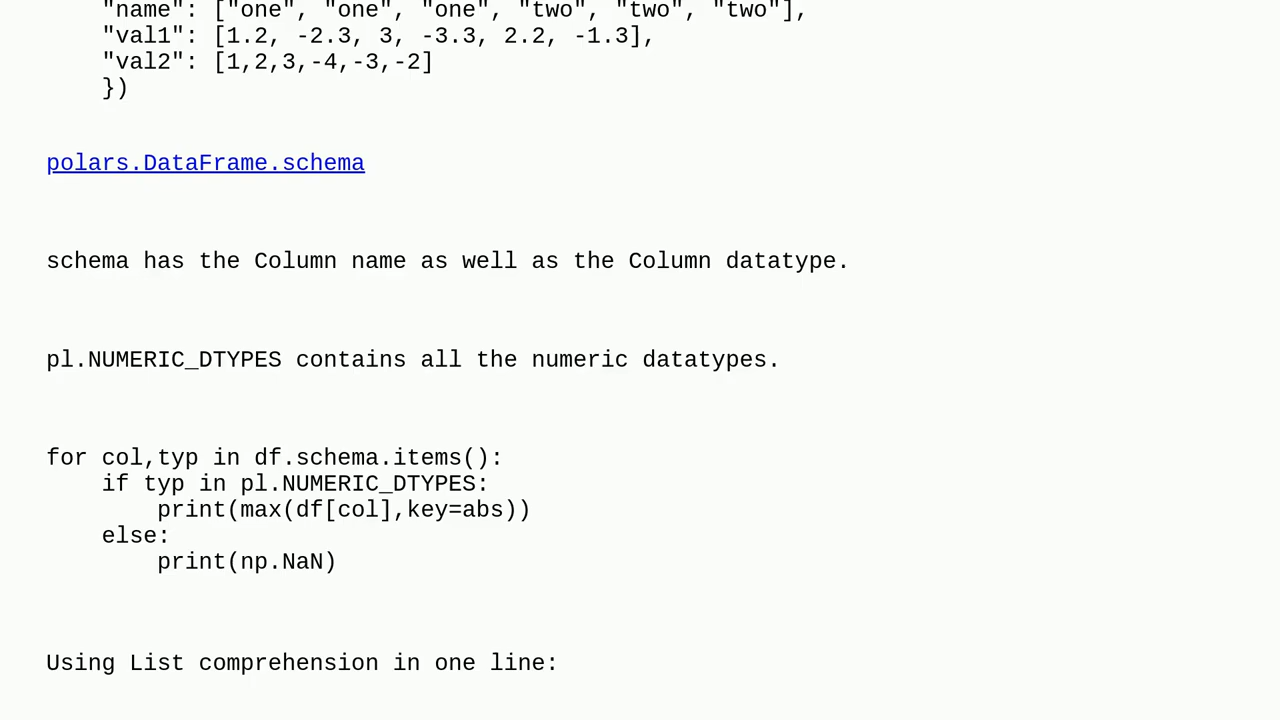 "name": ["one", "one", "one", "two", "two", "two"],
"val1": [1.2, -2.3, 3, -3.3, 2.2, -1.3],
"val2": [1,2,3,-4,-3,-2]
})
polars.DataFrame.schema
schema has the Column name as well as the Column datatype.
pl.NUMERIC_DTYPES contains all the numeric datatypes.
for col,typ in df.schema.items():
    if typ in pl.NUMERIC_DTYPES:
        print(max(df[col],key=abs))
    else:
        print(np.NaN)
Using List comprehension in one line: